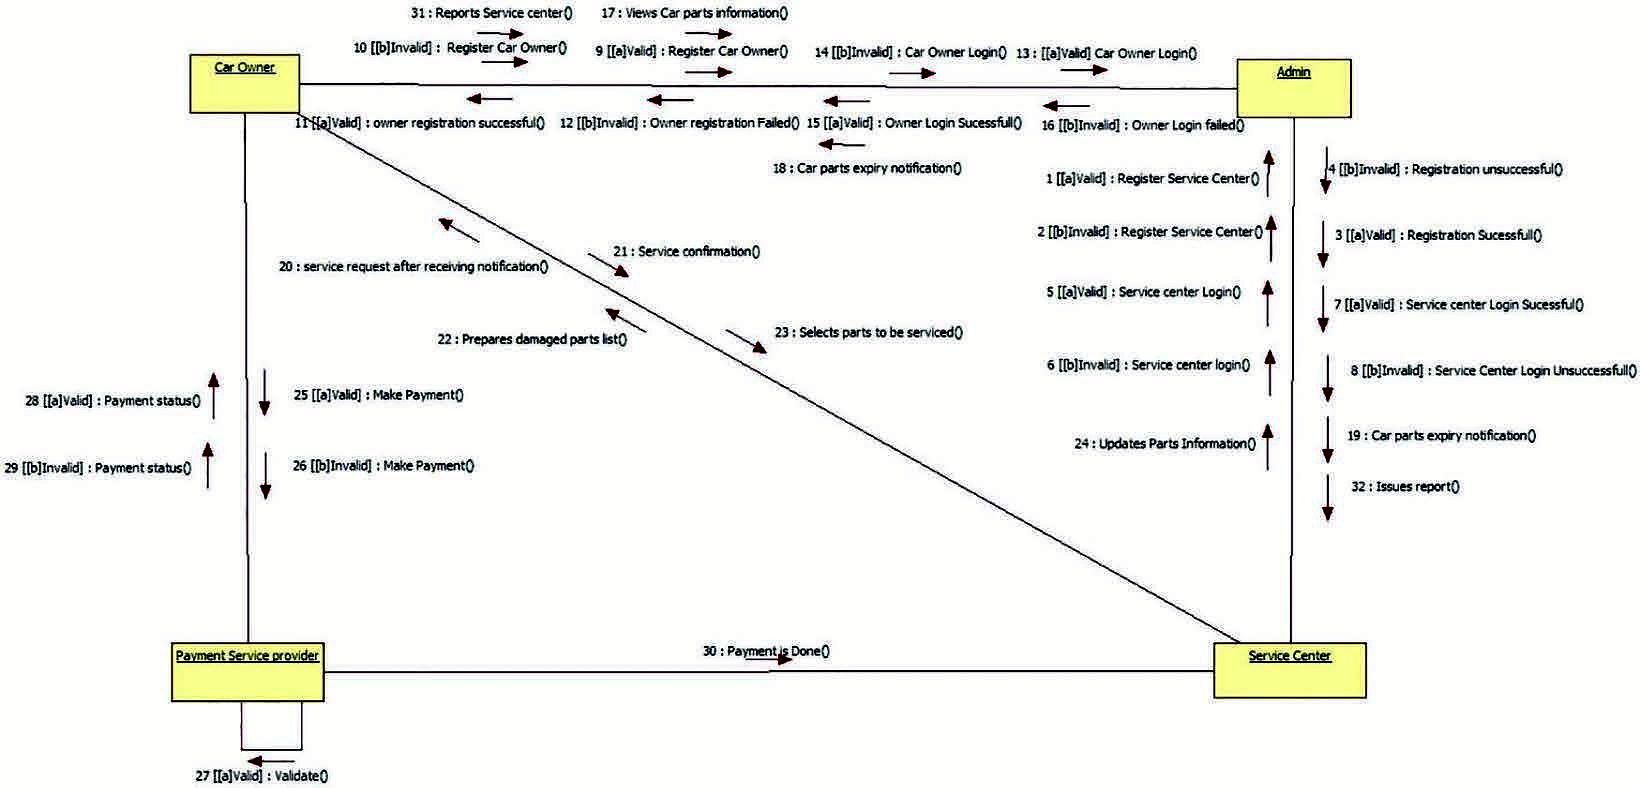 31 : Reports Service center()
17 : Views Car parts information()
10 [[b]Invalid] : Register Car Owner()
9 [[a]Valid] : Register Car Owner()
14 [[b]Invalid] : Car Owner Login()
13 : [[a]Valid] Car Owner Login()
Car Owner
Admin
11 [[a]Valid] : owner registration successful()
12 [[b]Invalid] : Owner registration Failed()
15 [[a]Valid] : Owner Login Sucessfull()
16 [[b]Invalid] : Owner Login failed()
18 : Car parts expiry notification()
1 [[a]Valid] : Register Service Center()
4 [[b]Invalid] : Registration unsuccessful()
2 [[b]Invalid] : Register Service Center()
3 [[a]Valid] : Registration Sucessfull()
21 : Service confirmation()
20 : service request after receiving notification()
5 [[a]Valid] : Service center Login()
7 [[a]Valid] : Service center Login Sucessful()
22 : Prepares damaged parts list()
23 : Selects parts to be serviced()
6 [[b]Invalid] : Service center login()
8 [[b]Invalid] : Service Center Login Unsuccessfull()
28 [[a]Valid] : Payment status()
25 [[a]Valid] : Make Payment()
24 : Updates Parts Information()
19 : Car parts expiry notification()
29 [[b]Invalid] : Payment status()
26 [[b]Invalid] : Make Payment()
32 : Issues report()
Payment Service provider
30 : Payment is Done()
Service Center
27 [[a]Valid] : Validate()